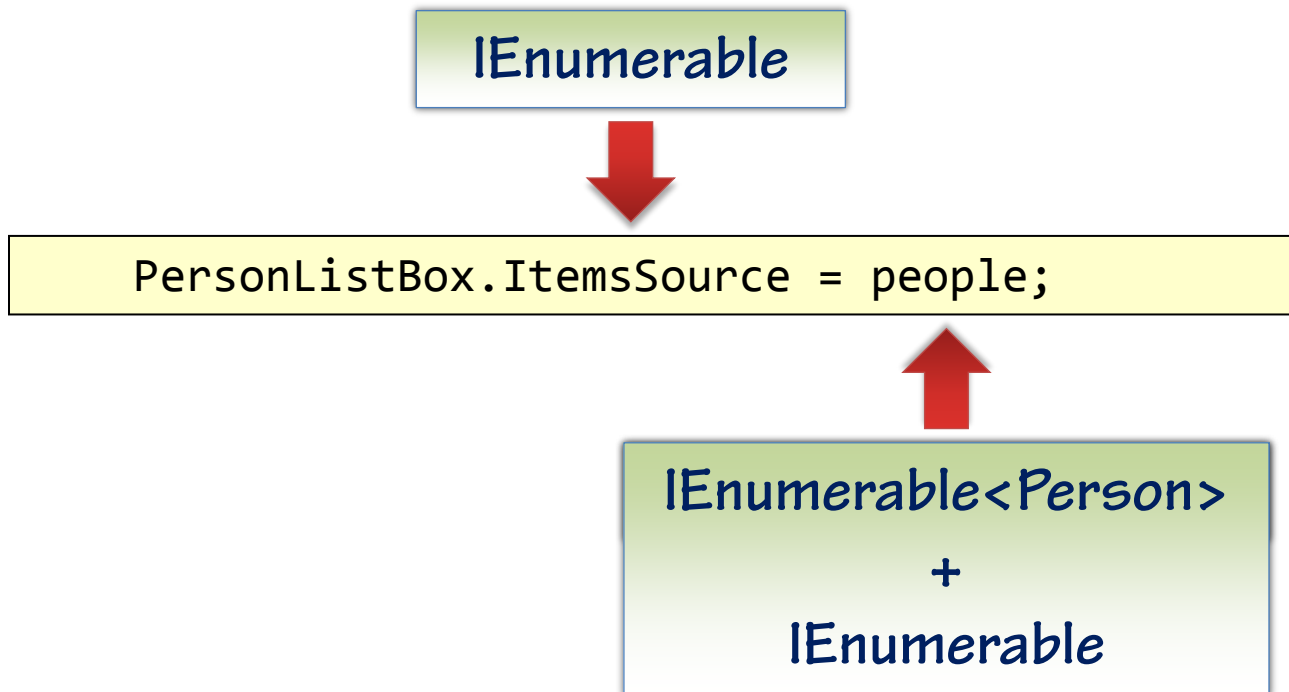 IEnumerable
PersonListBox.ItemsSource = people;
IEnumerable<Person>
+
IEnumerable